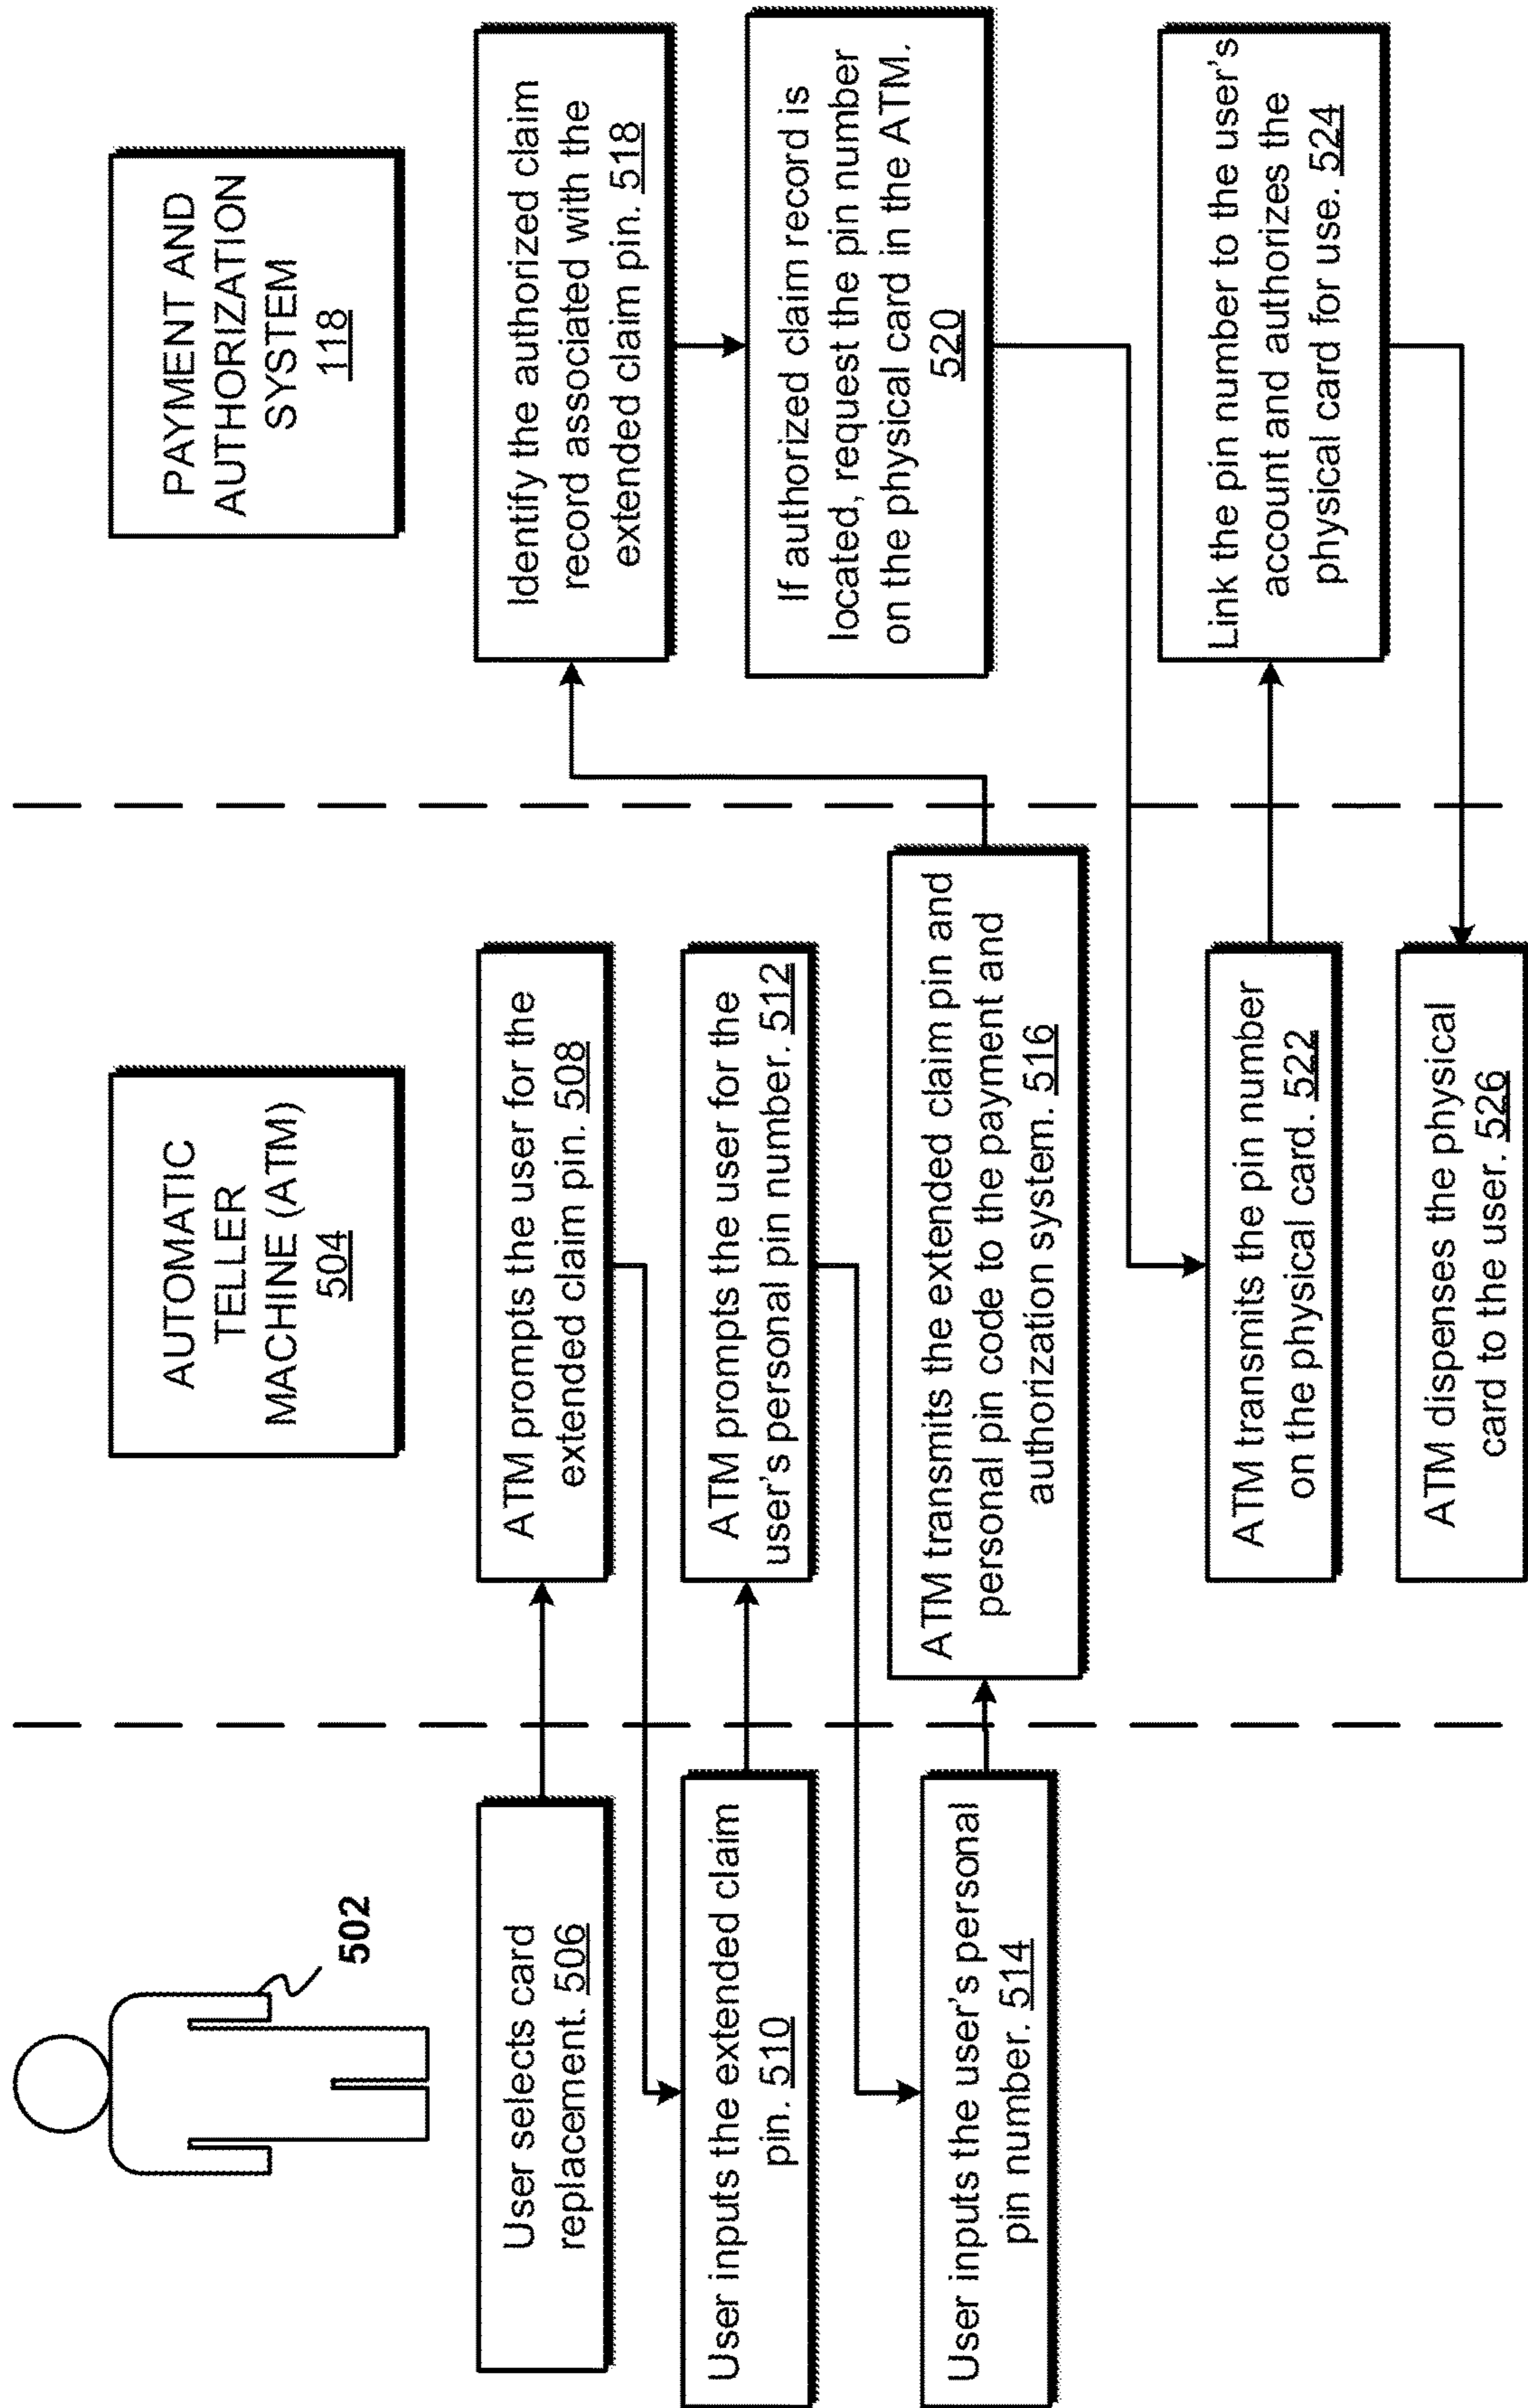 502
AUTOMATIC
TELLER
MACHINE (ATM)
504
PAYMENT AND
AUTHORIZATION
SYSTEM
118
User selects card
replacement. 506
ATM prompts the user for the
extended claim pin. 508
User inputs the extended claim
pin. 510
ATM prompts the user for the
user's personal pin number. 512
User inputs the user's personal
pin number. 514
ATM transmits the extended claim pin and
personal pin code to the payment and
authorization system. 516
Identify the authorized claim
record associated with the
extended claim pin. 518
If authorized claim record is
located, request the pin number
on the physical card in the ATM.
520
ATM transmits the pin number
on the physical card. 522
Link the pin number to the user's
account and authorizes the
physical card for use. 524
ATM dispenses the physical
card to the user. 526